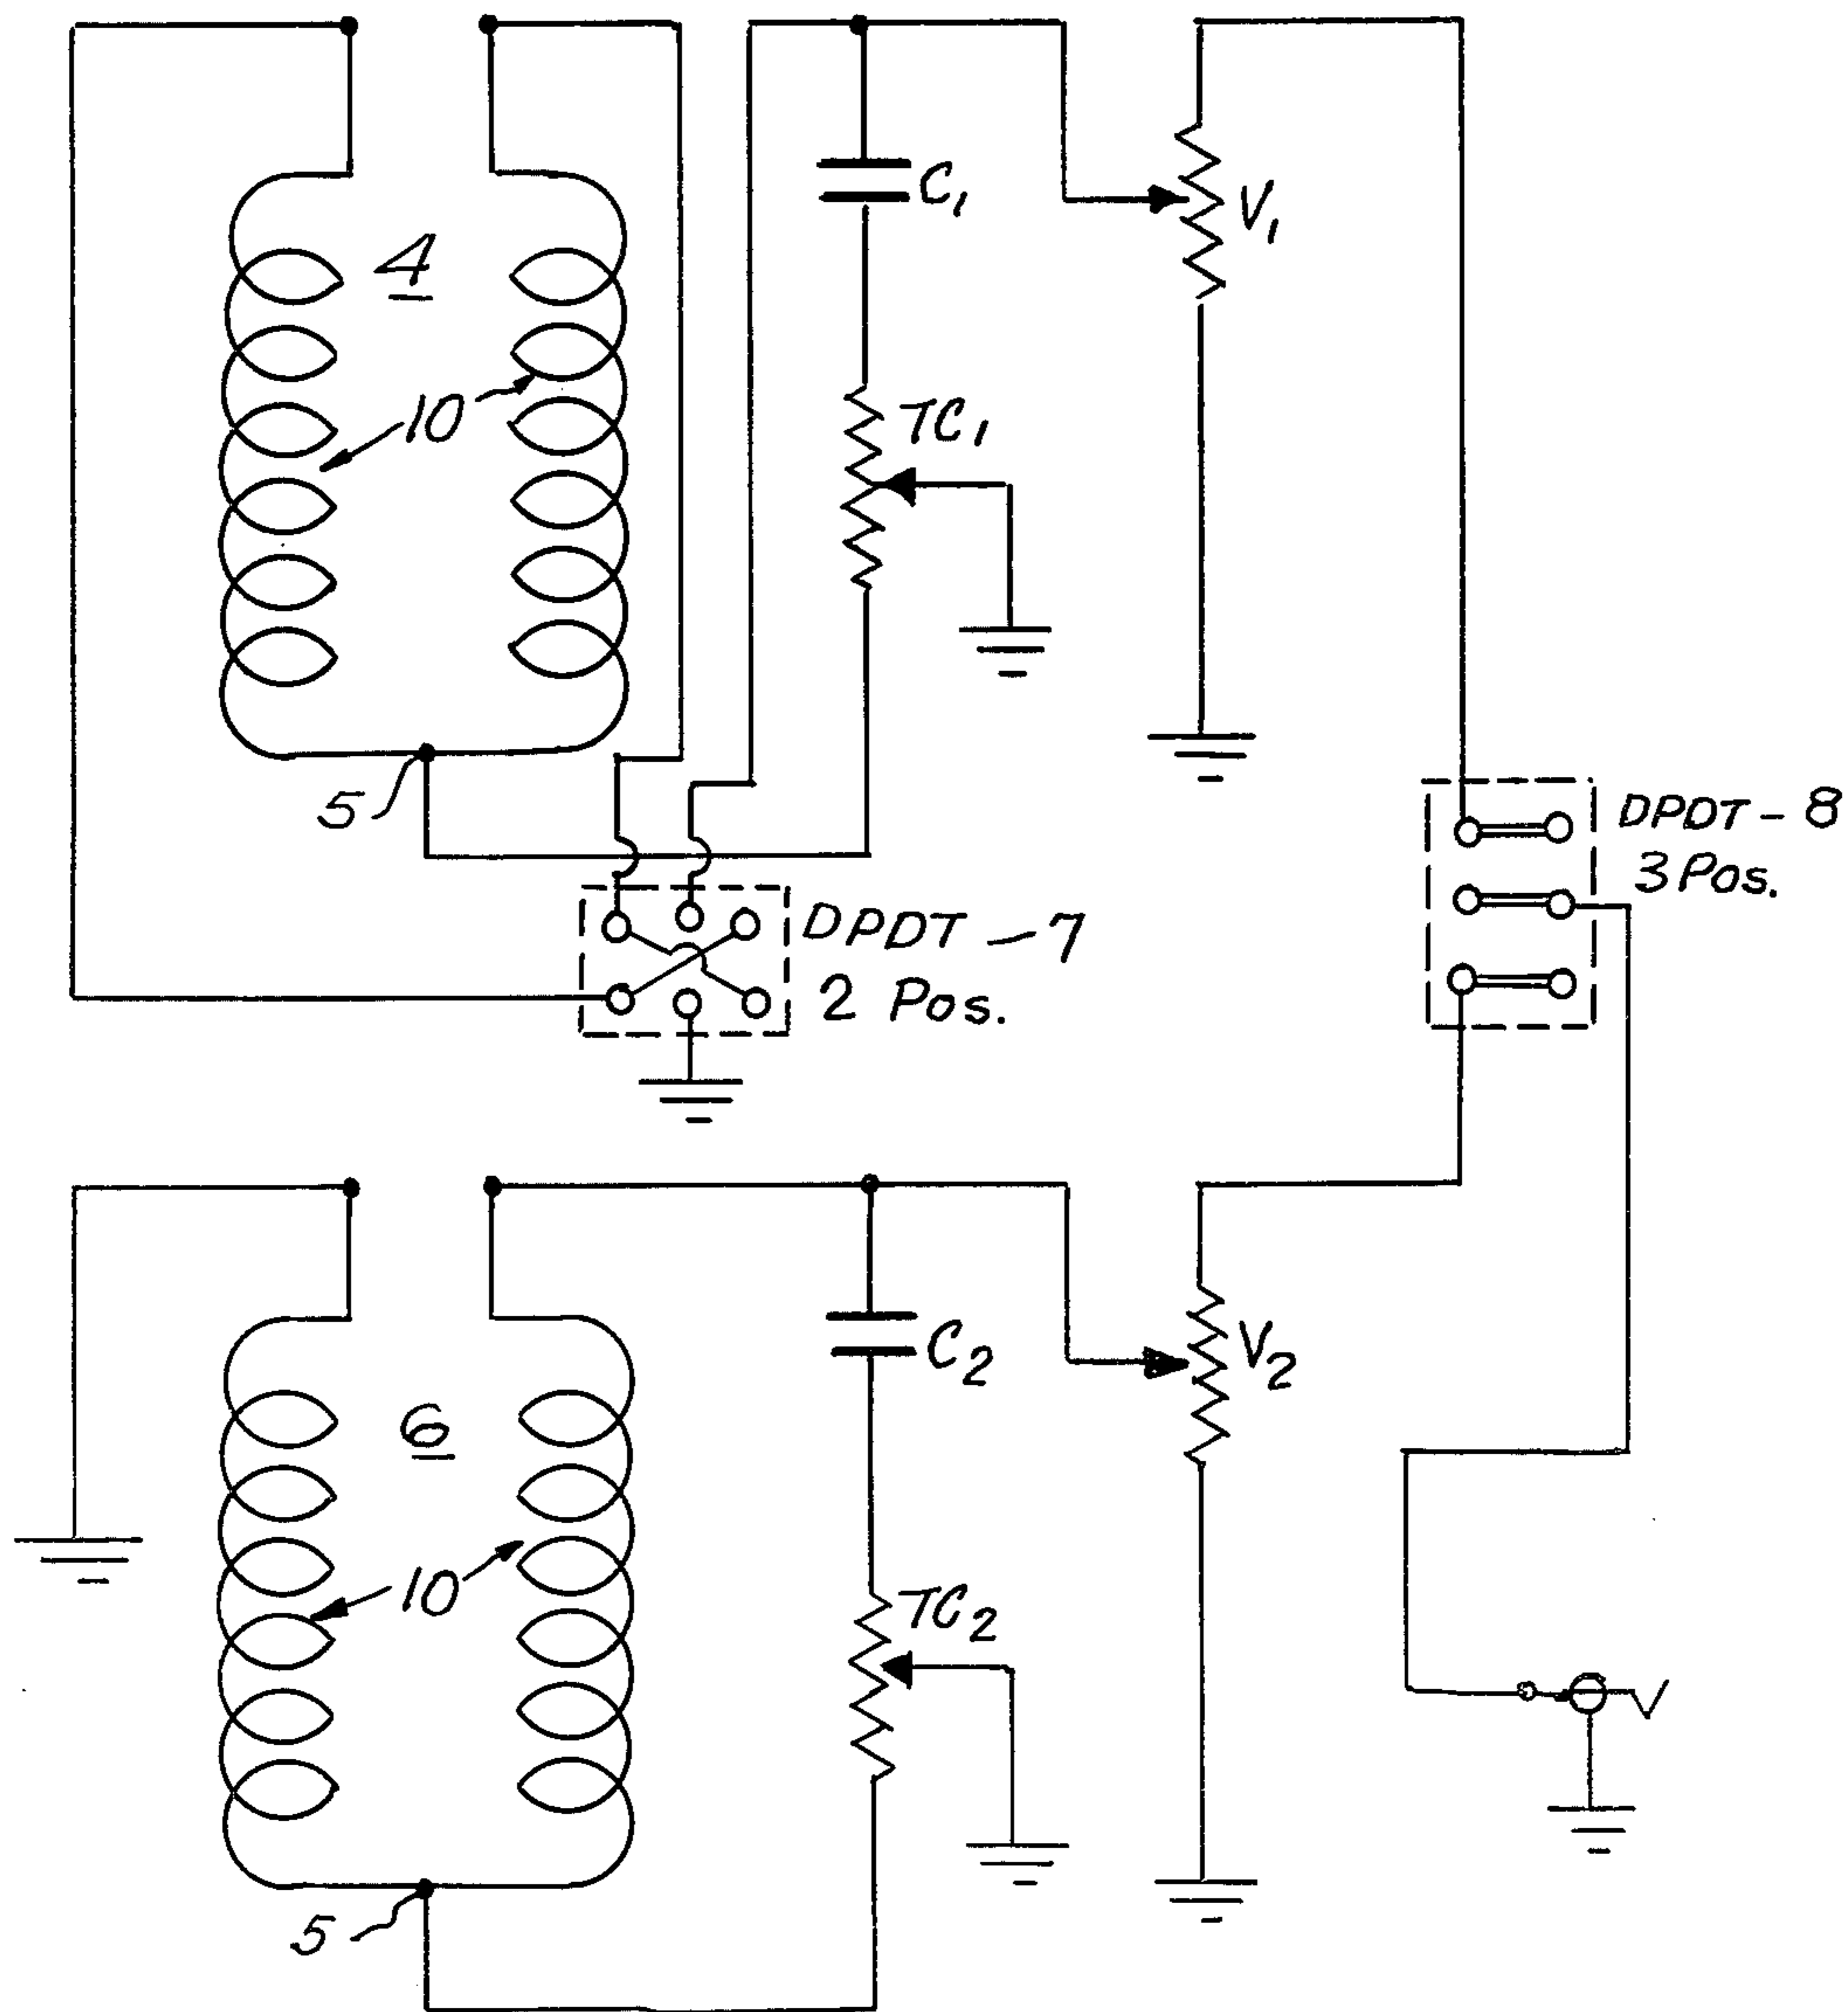 4
C1
V1
10
TC1
5
DPDT - 8
3 Pos.
DPDT - 7
2 Pos.
6
C2
V2
10
TC2
5